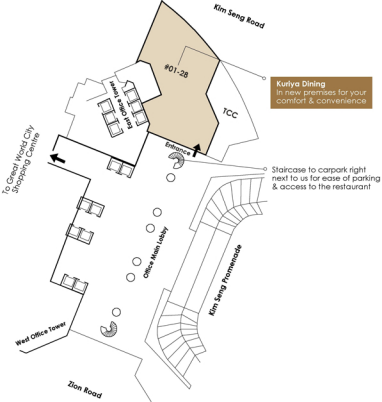 Kim Seng Road
#01-28
East Office Tower
TCC
Kuriya Dining
In new premises for your
comfort & convenience
Entrance
To Great World City
Shopping Centre
Staircase to carpark right
next to us for ease of parking
& access to the restaurant
Office Main Lobby
Kim Seng Promenade
West Office Tower
Zion Road